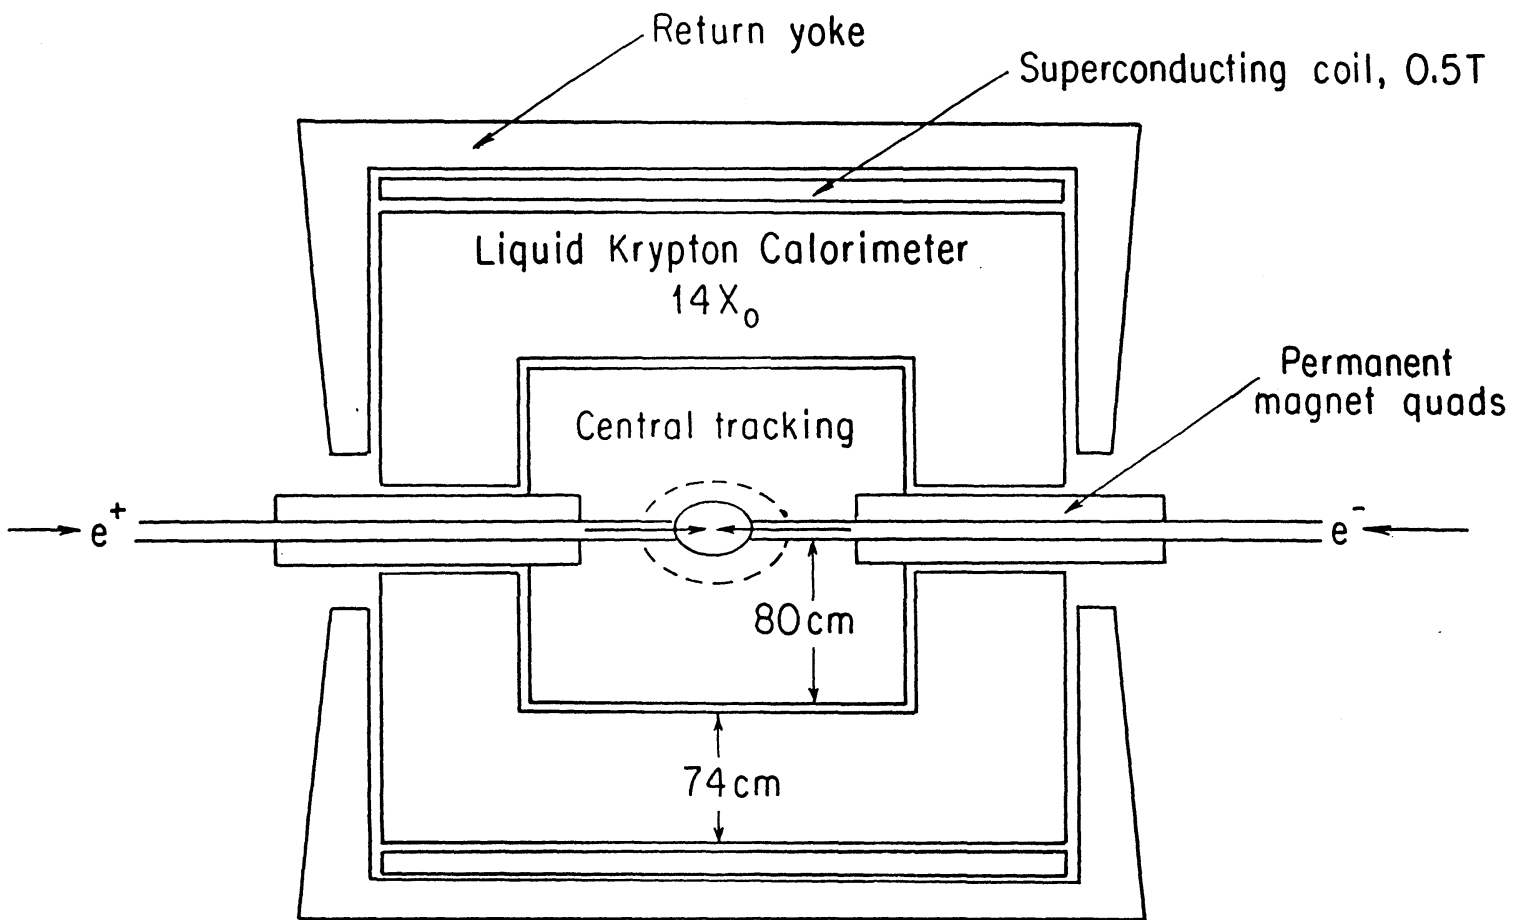 Return yoke
Superconducting coil, 0.5T
Liquid Krypton Calorimeter
14X₀
Permanent
magnet quads
Central tracking
e⁺
e⁻
80cm
74cm